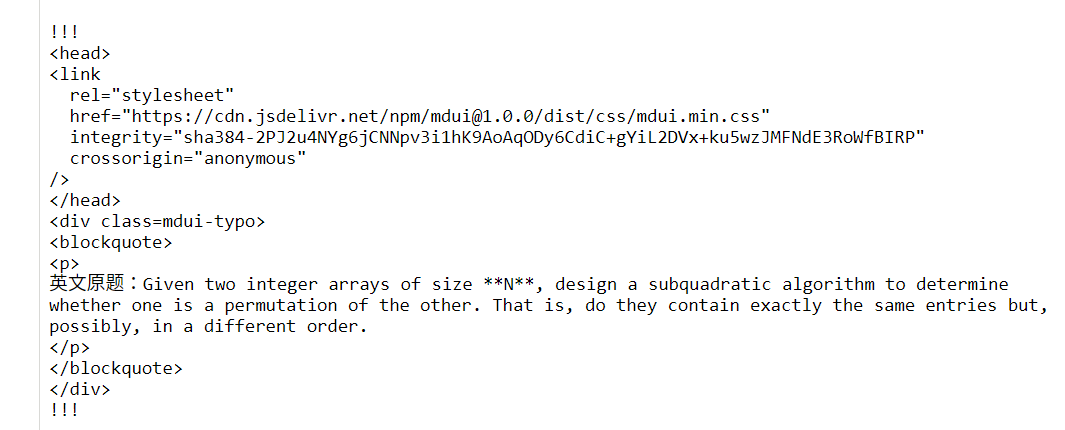 !!!
<head>
<link
  rel="stylesheet"
  href="https://cdn.jsdelivr.net/npm/mdui@1.0.0/dist/css/mdui.min.css"
  integrity="sha384-2PJ2u4NYg6jCNNpv3i1hK9AoAqODy6CdiC+gYiL2DVx+ku5wzJMFNdE3RoWfBIRP"
  crossorigin="anonymous"
/>
</head>
<div class=mdui-typo>
<blockquote>
<p>
英文原题：Given two integer arrays of size **N**, design a subquadratic algorithm to determine
whether one is a permutation of the other. That is, do they contain exactly the same entries but,
possibly, in a different order.
</p>
</blockquote>
</div>
!!!